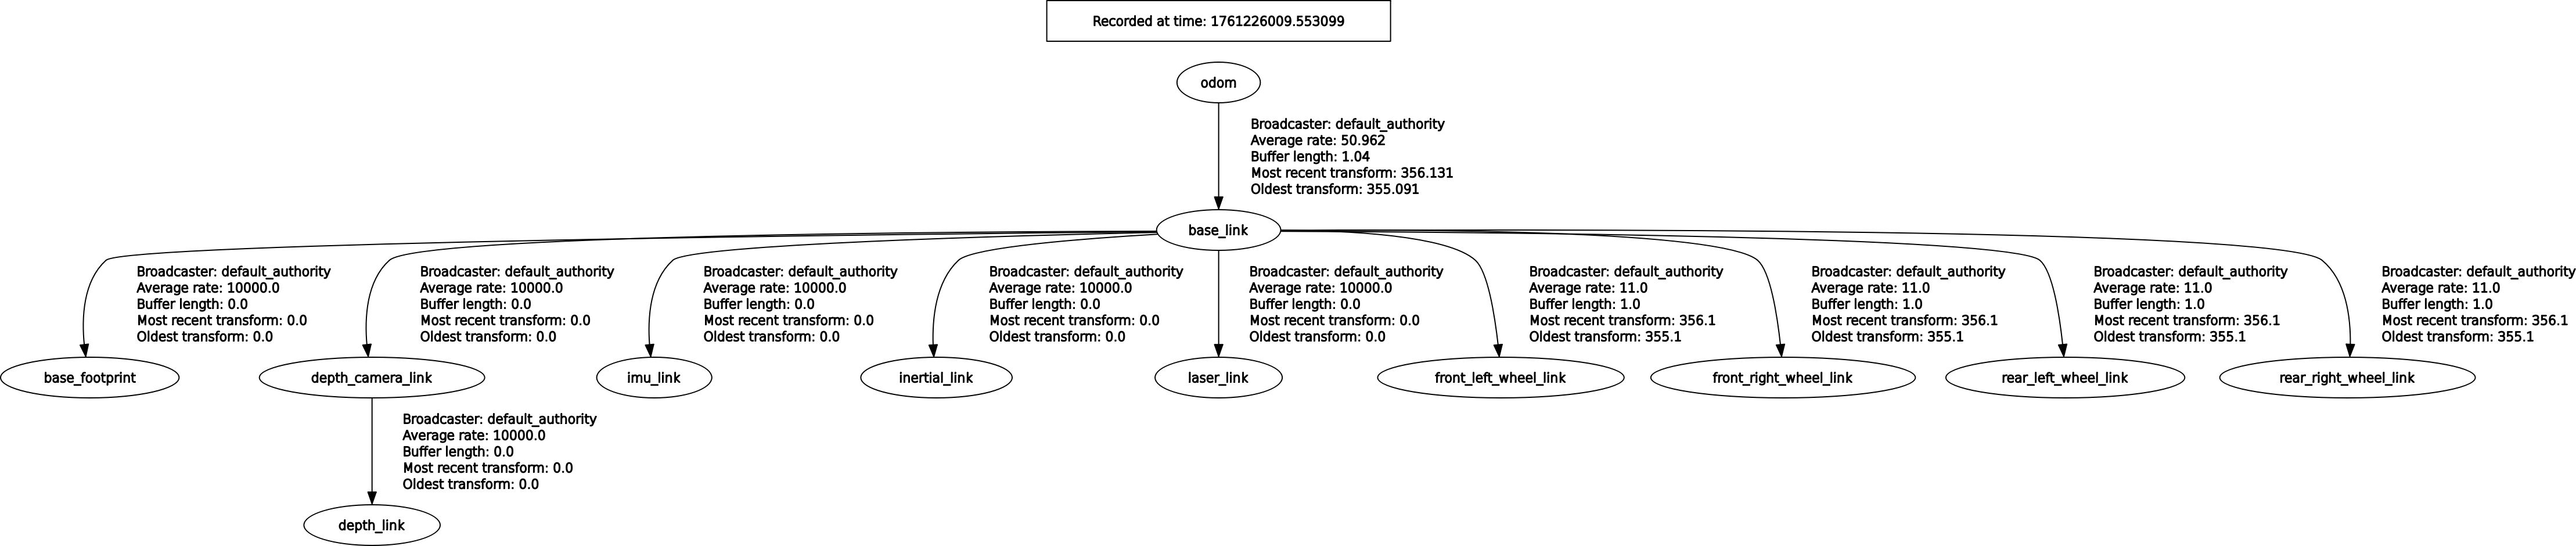 Recorded at time: 1761226009.553099
odom
Broadcaster: default_authority
Average rate: 50.962
Buffer length: 1.04
Most recent transform: 356.131
Oldest transform: 355.091
base_link
Broadcaster: default_authority
Average rate: 10000.0
Buffer length: 0.0
Most recent transform: 0.0
Oldest transform: 0.0
Broadcaster: default_authority
Average rate: 10000.0
Buffer length: 0.0
Most recent transform: 0.0
Oldest transform: 0.0
Broadcaster: default_authority
Average rate: 10000.0
Buffer length: 0.0
Most recent transform: 0.0
Oldest transform: 0.0
Broadcaster: default_authority
Average rate: 10000.0
Buffer length: 0.0
Most recent transform: 0.0
Oldest transform: 0.0
Broadcaster: default_authority
Average rate: 10000.0
Buffer length: 0.0
Most recent transform: 0.0
Oldest transform: 0.0
Broadcaster: default_authority
Average rate: 11.0
Buffer length: 1.0
Most recent transform: 356.1
Oldest transform: 355.1
Broadcaster: default_authority
Average rate: 11.0
Buffer length: 1.0
Most recent transform: 356.1
Oldest transform: 355.1
Broadcaster: default_authority
Average rate: 11.0
Buffer length: 1.0
Most recent transform: 356.1
Oldest transform: 355.1
Broadcaster: default_authority
Average rate: 11.0
Buffer length: 1.0
Most recent transform: 356.1
Oldest transform: 355.1
base_footprint
depth_camera_link
imu_link
inertial_link
laser_link
front_left_wheel_link
front_right_wheel_link
rear_left_wheel_link
rear_right_wheel_link
Broadcaster: default_authority
Average rate: 10000.0
Buffer length: 0.0
Most recent transform: 0.0
Oldest transform: 0.0
depth_link